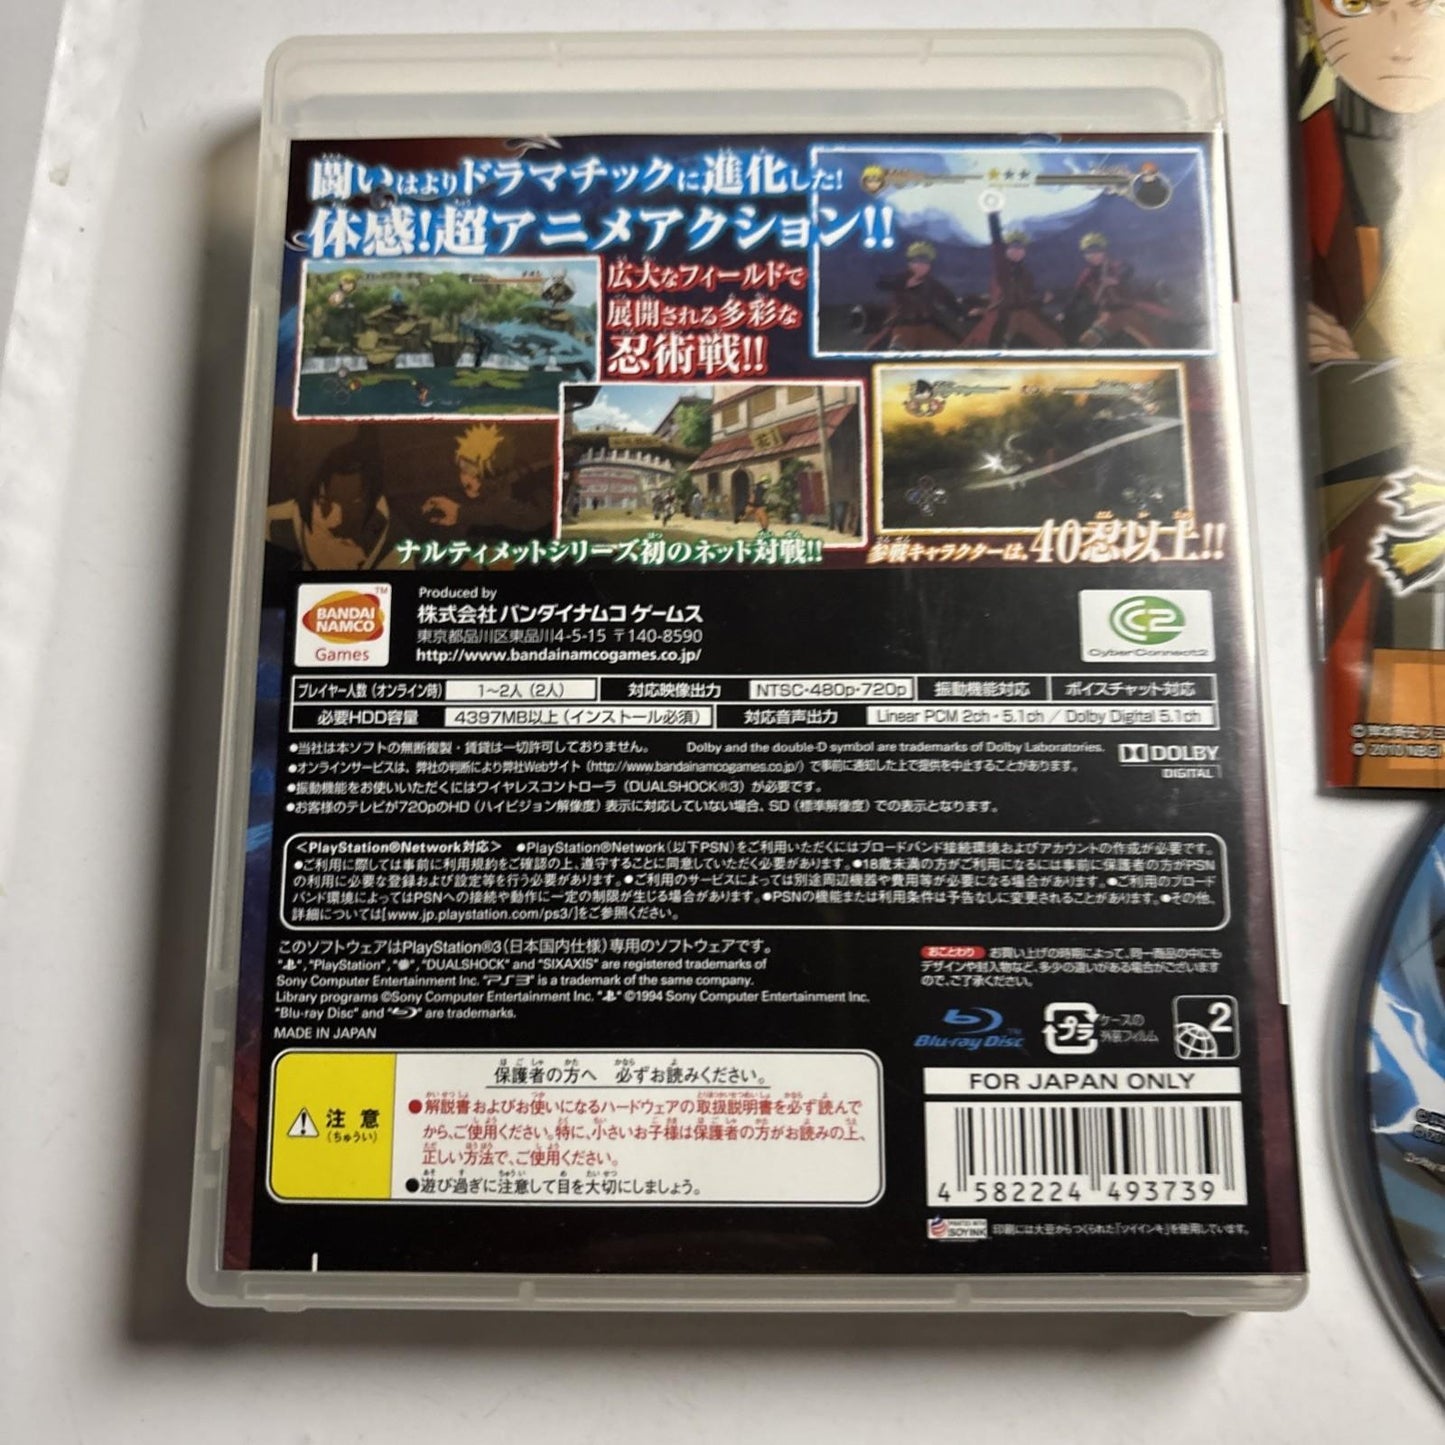 闘いはよりドラマチックに進化した!
体感!超アニメアクション!!
広大なフィールドで
展開される多彩な
忍術戦!!
ナルティメットシリーズ初のネット対戦!!
参戦キャラクターは、40忍以上!!
BANDAI
NAMCO
Games
Produced by
株式会社 バンダイナムコ ゲームス
東京都品川区東品川4-5-15 〒140-8590
http://www.bandainamcogames.co.jp/
C2
CyberConnect2
プレイヤー人数(オンライン時) 1~2人(2人) 対応映像出力 NTSC・480p・720p 振動機能対応 ボイスチャット対応
必要HDD容量 4397MB以上(インストール必須) 対応音声出力 Linear PCM 2ch・5.1ch / Dolby Digital 5.1ch
●当社は本ソフトの無断複製・賃貸は一切許可しておりません。 Dolby and the double-D symbol are trademarks of Dolby Laboratories.
●オンラインサービスは、弊社の判断により弊社Webサイト(http://www.bandainamcogames.co.jp/)で事前に通知した上で提供を中止することがあります。
●振動機能をお使いいただくにはワイヤレスコントローラ(DUALSHOCK®3)が必要です。
●お客様のテレビが720pのHD(ハイビジョン解像度)表示に対応していない場合、SD(標準解像度)での表示となります。
DOLBY
DIGITAL
<PlayStation®Network対応> ●PlayStation®Network(以下PSN)をご利用いただくにはブロードバンド接続環境およびアカウントの作成が必要です。
●ご利用に際しては事前に利用規約をご確認の上、遵守することに同意していただく必要があります。●18歳未満の方がご利用になるには事前に保護者の方がPSN
の利用に必要な登録および設定等を行う必要があります。●ご利用のサービスによっては別途周辺機器や費用等が必要になる場合があります。●ご利用のブロード
バンド環境によってはPSNへの接続や動作に一定の制限が生じる場合があります。●PSNの機能または利用条件は予告なしに変更されることがあります。●その他、
詳細については[www.jp.playstation.com/ps3/]をご参照ください。
このソフトウェアはPlayStation®3(日本国内仕様)専用のソフトウェアです。
"", "PlayStation", "", "DUALSHOCK" and "SIXAXIS" are registered trademarks of
Sony Computer Entertainment Inc. "PS3" is a trademark of the same company.
Library programs ©Sony Computer Entertainment Inc. "" ©1994 Sony Computer Entertainment Inc.
"Blu-ray Disc" and "" are trademarks.
MADE IN JAPAN
おことわり お買い上げの時期によって、同一商品の中にも
デザインや封入物など、多少の違いがある場合がございます
ので、ご了承ください。
Blu-ray Disc
プラ
ケースの
外装フィルム
2
FOR JAPAN ONLY
4 582224 493739
PRINTED WITH
SOY INK
印刷には大豆からつくられた「ソイインキ」を使用しています。
注意
(ちゅうい)
保護者の方へ 必ずお読みください。
●解説書およびお使いになるハードウェアの取扱説明書を必ず読んで
から、ご使用ください。特に、小さいお子様は保護者の方がお読みの上、
正しい方法で、ご使用ください。
●遊び過ぎに注意して目を大切にしましょう。